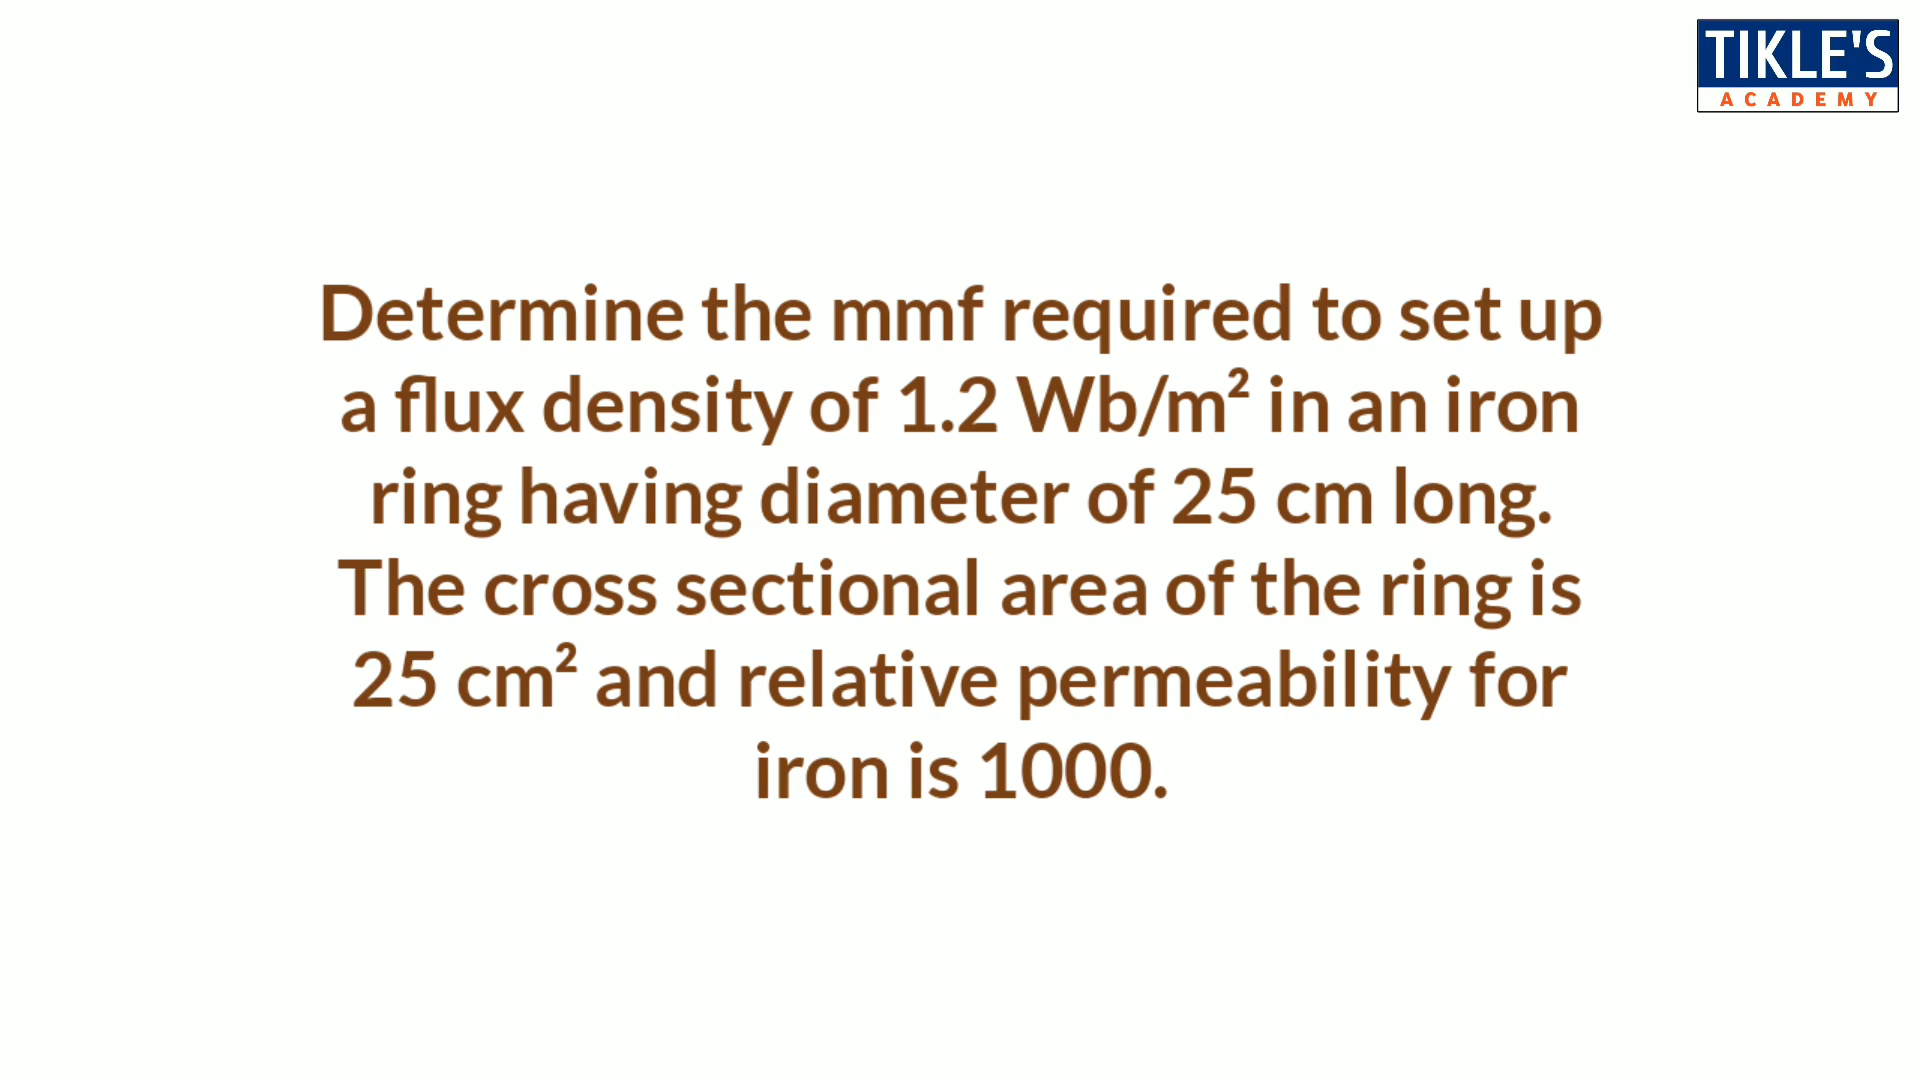 TIKLE'S
ACADEMY
Determine the mmf required to set up
a flux density of 1.2 Wb/m² in an iron
ring having diameter of 25 cm long.
The cross sectional area of the ring is
25 cm² and relative permeability for
iron is 1000.